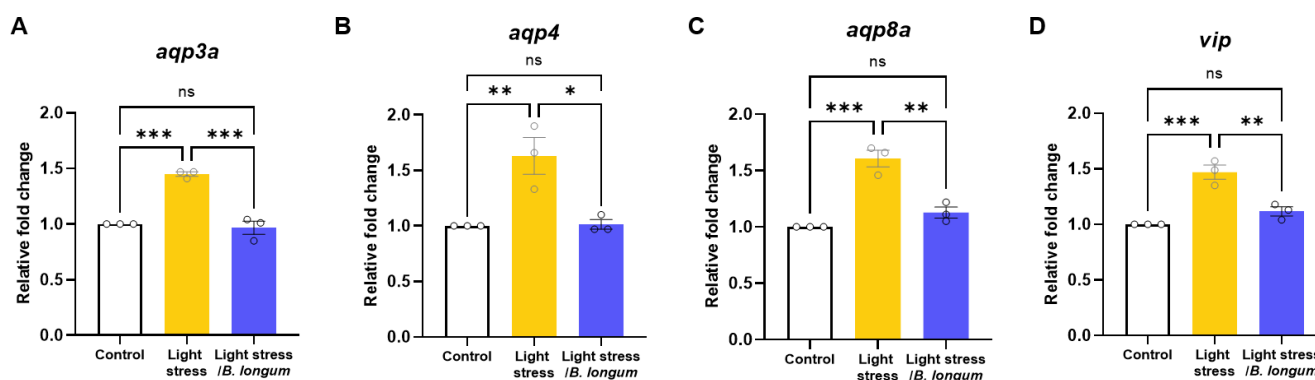 A
aqp3a
ns
*** ***
Relative fold change
2.0
1.5
1.0
0.5
0.0
Control
Light
stress
Light stress
/B. longum
B
aqp4
ns
** *
Relative fold change
2.0
1.5
1.0
0.5
0.0
Control
Light
stress
Light stress
/B. longum
C
aqp8a
ns
*** **
Relative fold change
2.0
1.5
1.0
0.5
0.0
Control
Light
stress
Light stress
/B. longum
D
vip
ns
*** **
Relative fold change
2.0
1.5
1.0
0.5
0.0
Control
Light
stress
Light stress
/B. longum